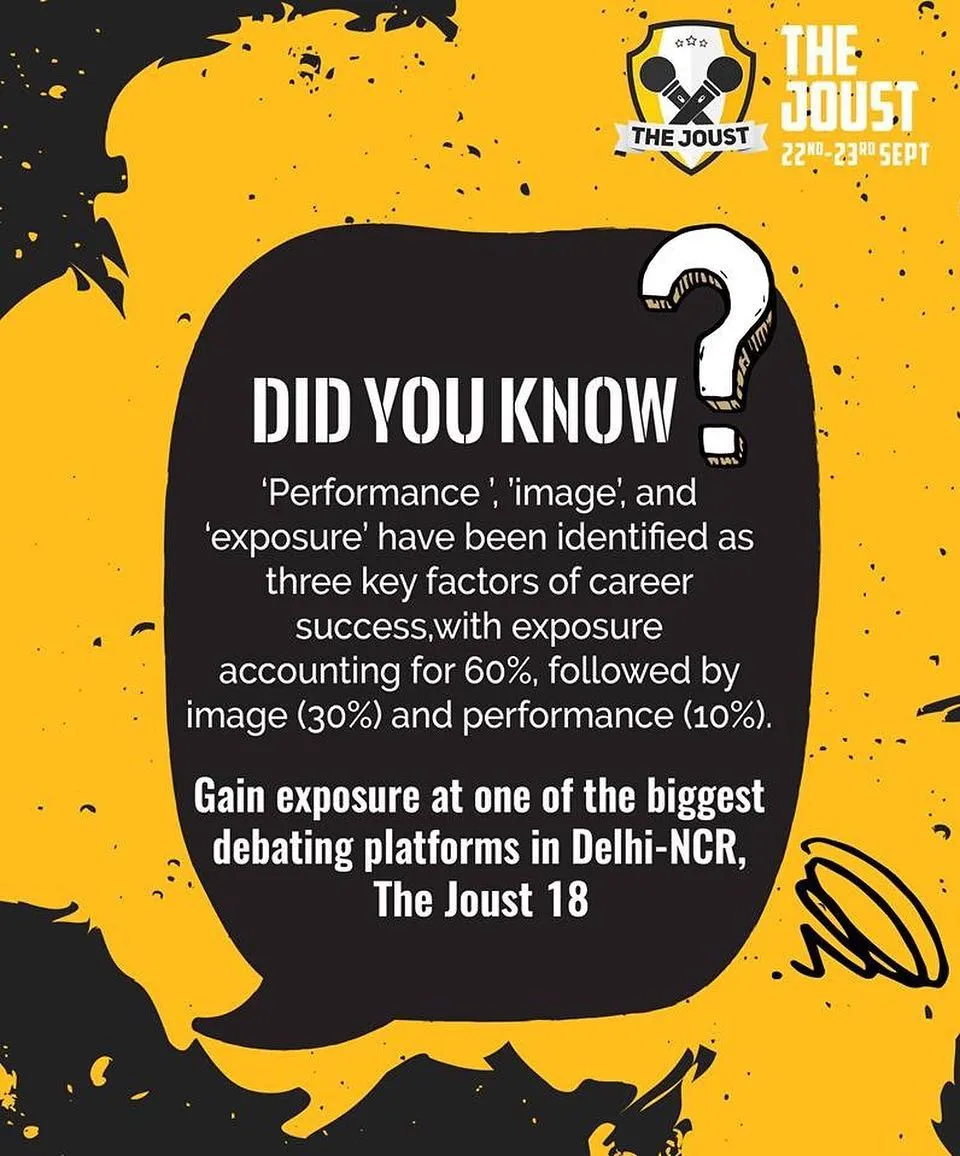 THE JOUST
THE
JOUST
22ND-23RD SEPT
DID YOU KNOW?
‘Performance ’, ’image’, and
‘exposure’ have been identified as
three key factors of career
success,with exposure
accounting for 60%, followed by
image (30%) and performance (10%).
Gain exposure at one of the biggest
debating platforms in Delhi-NCR,
The Joust 18